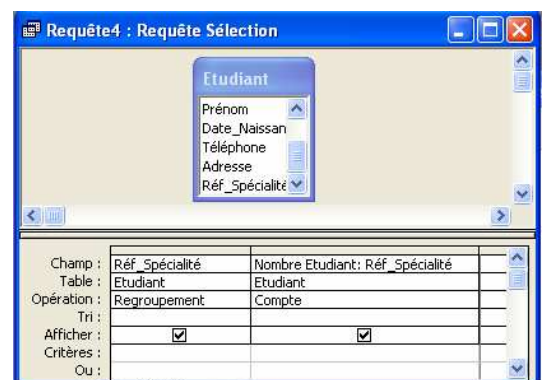 Requête4 : Requête Sélection
Etudiant
Prénom
Date_Naissan
Téléphone
Adresse
Réf_Spécialité
Champ : Réf_Spécialité Nombre Etudiant: Réf_Spécialité
Table : Etudiant Etudiant
Opération : Regroupement Compte
Tri :
Afficher :
Critères :
Ou :